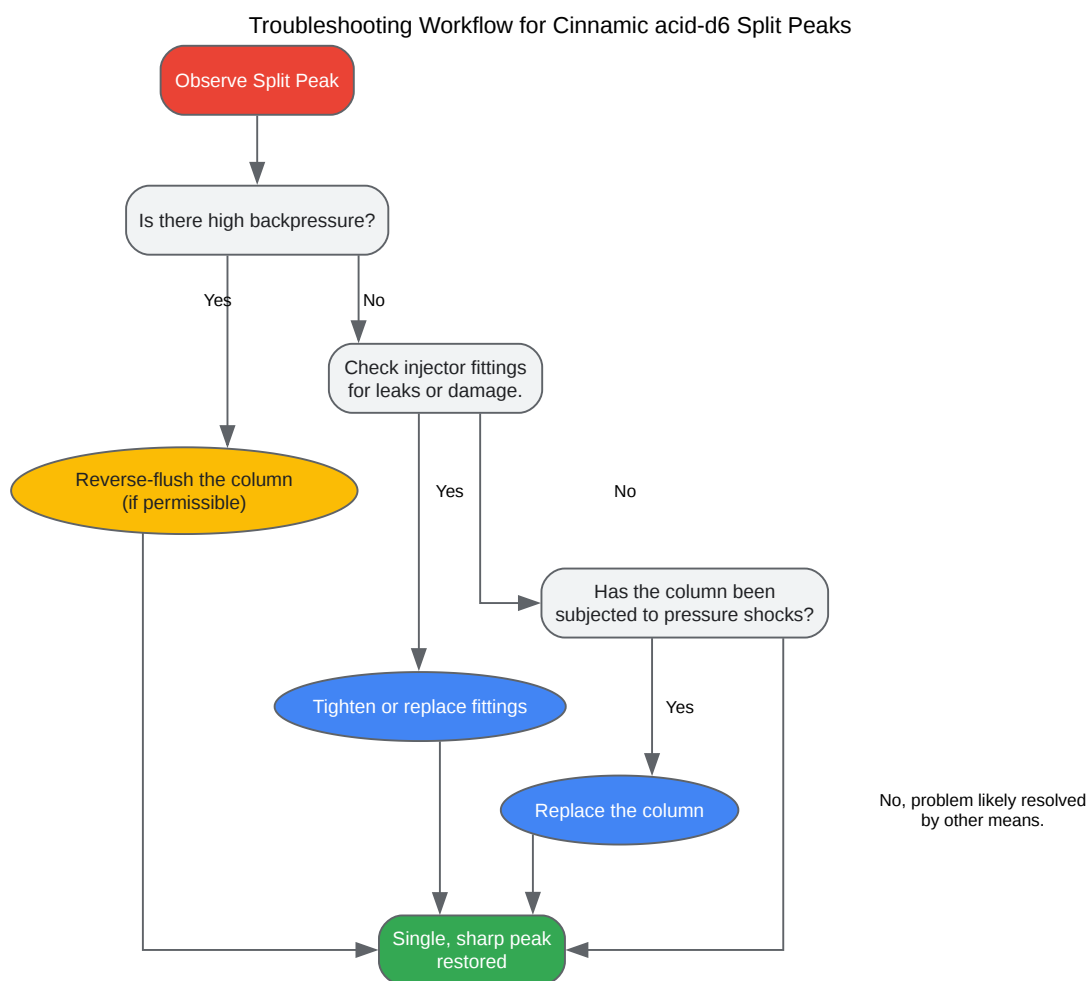 Troubleshooting Workflow for Cinnamic acid-d6 Split Peaks
Observe Split Peak
Is there high backpressure?
Yes
No
Check injector fittings
for leaks or damage.
Reverse-flush the column
(if permissible)
Yes
No
Has the column been
subjected to pressure shocks?
Tighten or replace fittings
Yes
Replace the column
No, problem likely resolved
by other means.
Single, sharp peak
restored